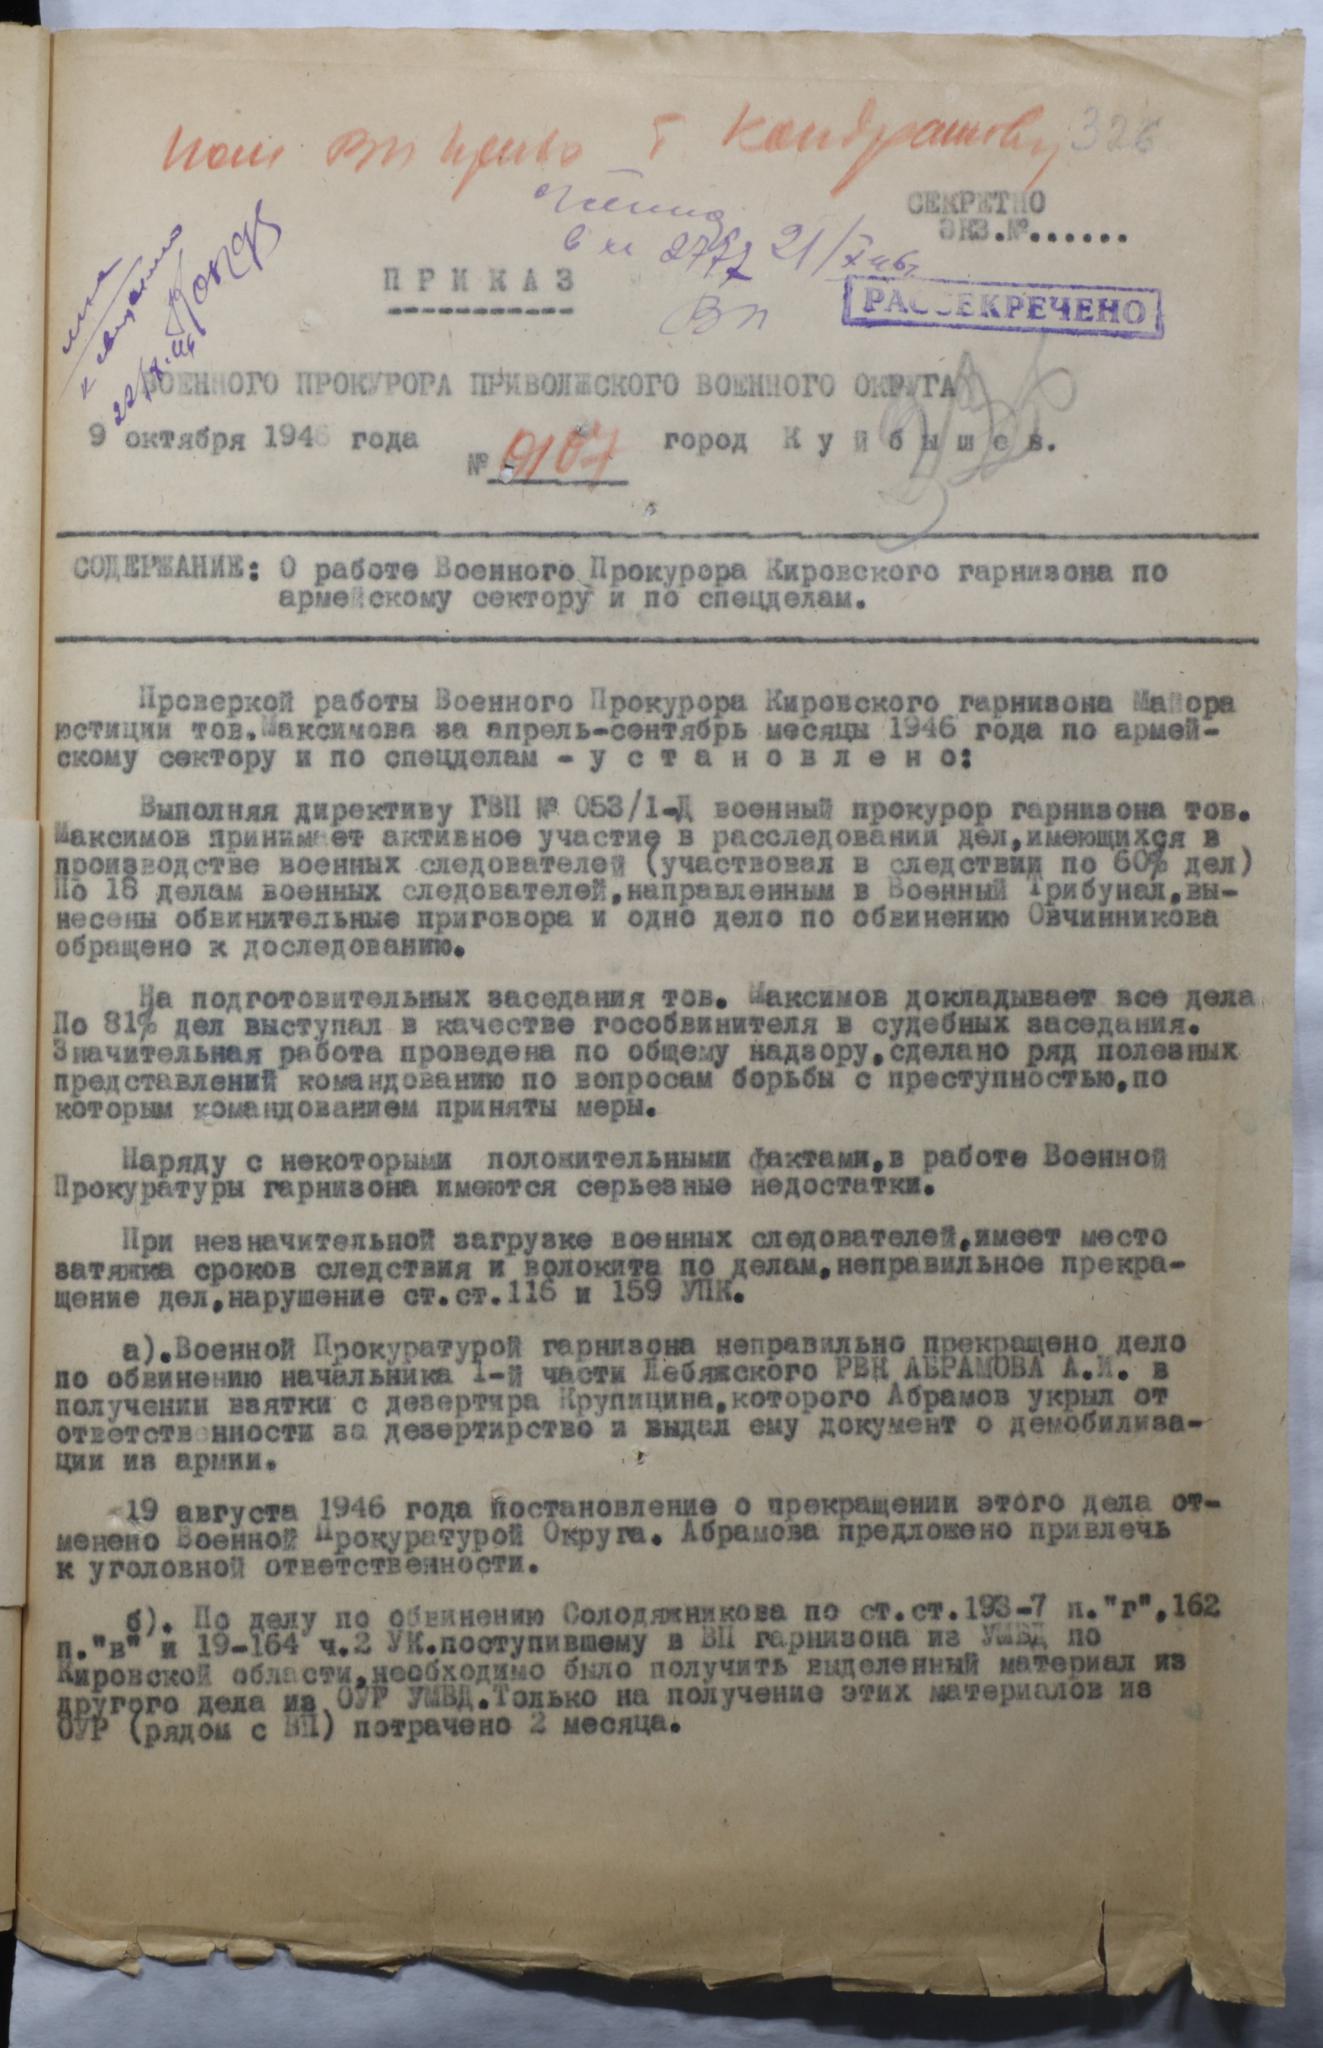 326
СЕКРЕТНО
ЭКЗ.№......
вх 2777 21/X 46г
ВП
П Р И К А З
РАССЕКРЕЧЕНО
22/X-46
ВОЕННОГО ПРОКУРОРА ПРИВОЛЖСКОГО ВОЕННОГО ОКРУГА
9 октября 1946 года
№ 0107
город К у й б ы ш е в.
СОДЕРЖАНИЕ: О работе Военного Прокурора Кировского гарнизона по
армейскому сектору и по спецделам.
Проверкой работы Военного Прокурора Кировского гарнизона Майора
юстиции тов.Максимова за апрель-сентябрь месяцы 1946 года по армей-
скому сектору и по спецделам - у с т а н о в л е н о:
Выполняя директиву ГВП № 053/1-Д военный прокурор гарнизона тов.
Максимов принимает активное участие в расследовании дел,имеющихся в
производстве военных следователей (участвовал в следствии по 60% дел)
По 18 делам военных следователей,направленным в Военный Трибунал,вы-
несены обвинительные приговора и одно дело по обвинению Овчинникова
обращено к доследованию.
На подготовительных заседания тов. Максимов докладывает все дела
По 81% дел выступал в качестве гособвинителя в судебных заседания.
Значительная работа проведена по общему надзору,сделано ряд полезных
представлений командованию по вопросам борьбы с преступностью,по
которым командованием приняты меры.
Наряду с некоторыми положительными фактами,в работе Военной
Прокуратуры гарнизона имеются серьезные недостатки.
При незначительной загрузке военных следователей,имеет место
затяжка сроков следствия и волокита по делам,неправильное прекра-
щение дел,нарушение ст.ст.116 и 159 УПК.
а).Военной Прокуратурой гарнизона неправильно прекращено дело
по обвинению начальника 1-й части Лебяжского РВК АБРАМОВА А.И. в
получении взятки с дезертира Крупицина,которого Абрамов укрыл от
ответственности за дезертирство и выдал ему документ о демобилиза-
ции из армии.
19 августа 1946 года постановление о прекращении этого дела от-
менено Военной Прокуратурой Округа. Абрамова предложено привлечь
к уголовной ответственности.
б). По делу по обвинению Солодяжникова по ст.ст.193-7 п."г",162
п."в" и 19-164 ч.2 УК.поступившему в ВП гарнизона из УМВД по
Кировской области,необходимо было получить выделенный материал из
другого дела из ОУР УМВД.Только на получение этих материалов из
ОУР (рядом с ВП) потрачено 2 месяца.